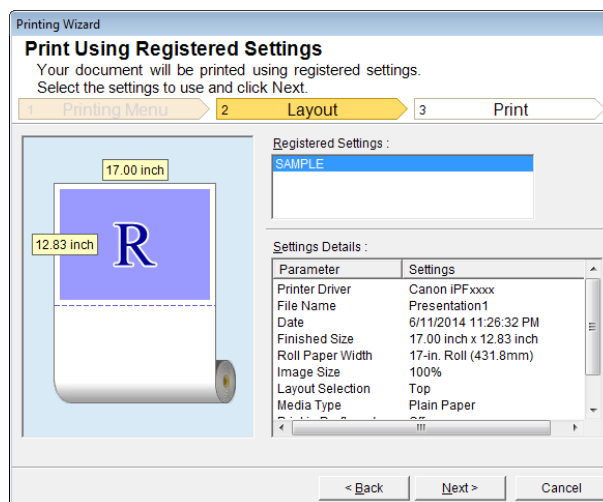 Printing Wizard
Print Using Registered Settings
Your document will be printed using registered settings.
Select the settings to use and click Next.
1 Printing Menu 2 Layout 3 Print
17.00 inch
12.83 inch
R
Registered Settings :
SAMPLE
Settings Details :
Parameter Settings
Printer Driver Canon iPFxxxx
File Name Presentation1
Date 6/11/2014 11:26:32 PM
Finished Size 17.00 inch x 12.83 inch
Roll Paper Width 17-in. Roll (431.8mm)
Image Size 100%
Layout Selection Top
Media Type Plain Paper
< Back Next > Cancel